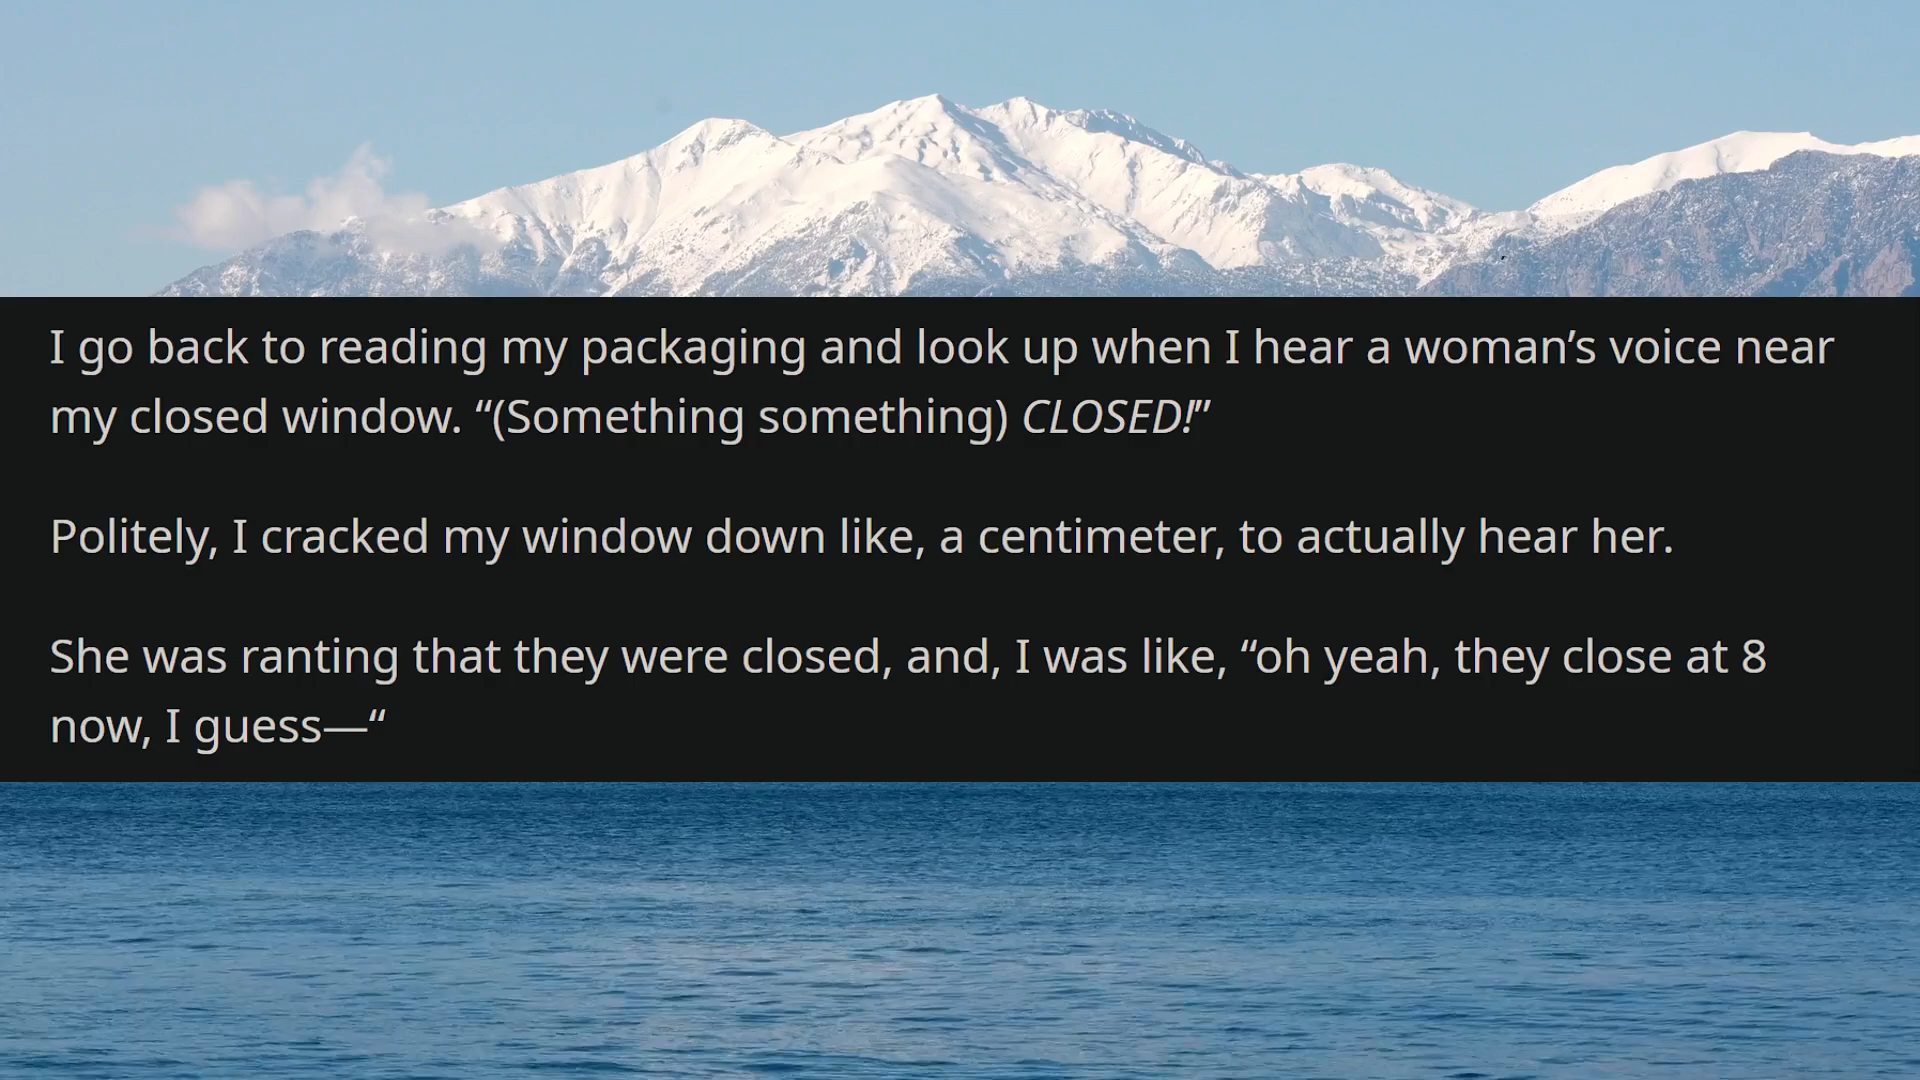 I go back to reading my packaging and look up when I hear a woman’s voice near
my closed window. “(Something something) CLOSED!”
Politely, I cracked my window down like, a centimeter, to actually hear her.
She was ranting that they were closed, and, I was like, “oh yeah, they close at 8
now, I guess—“